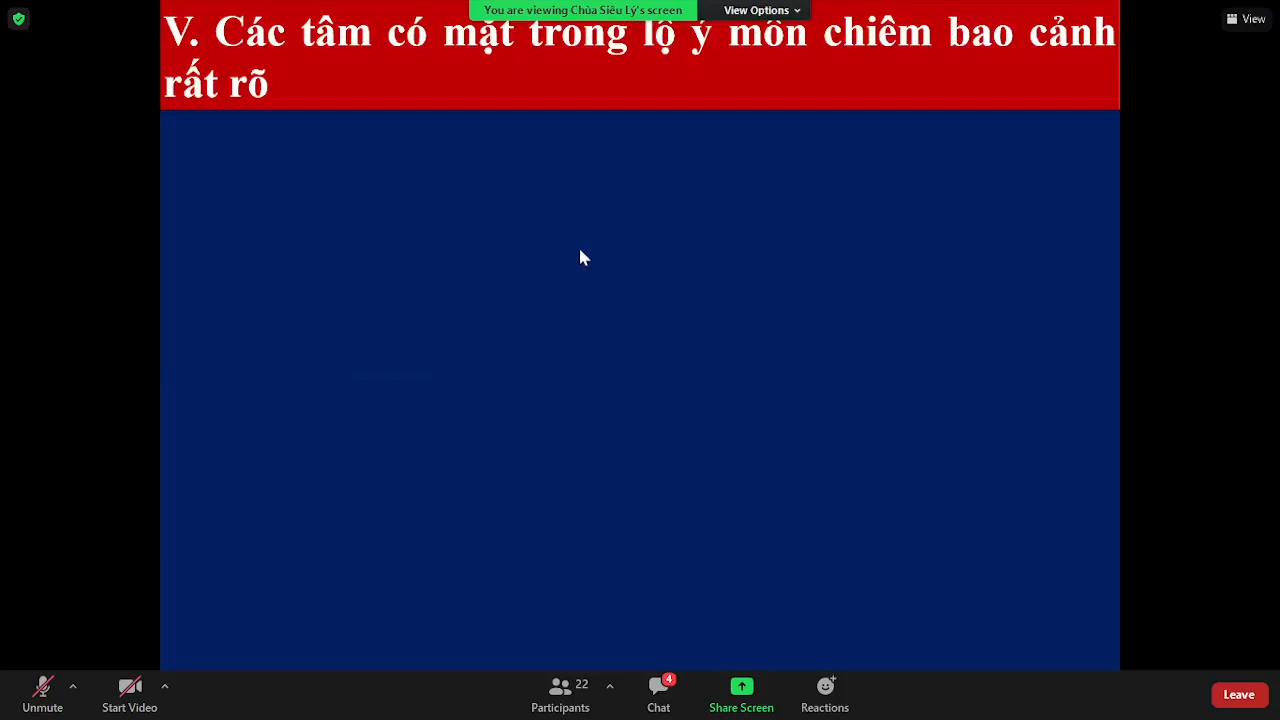 You are viewing Chùa Siêu Lý's screen
View Options
View
V. Các tâm có mặt trong lộ ý môn chiêm bao cảnh
rất rõ
Unmute
Start Video
22
Participants
4
Chat
Share Screen
Reactions
Leave